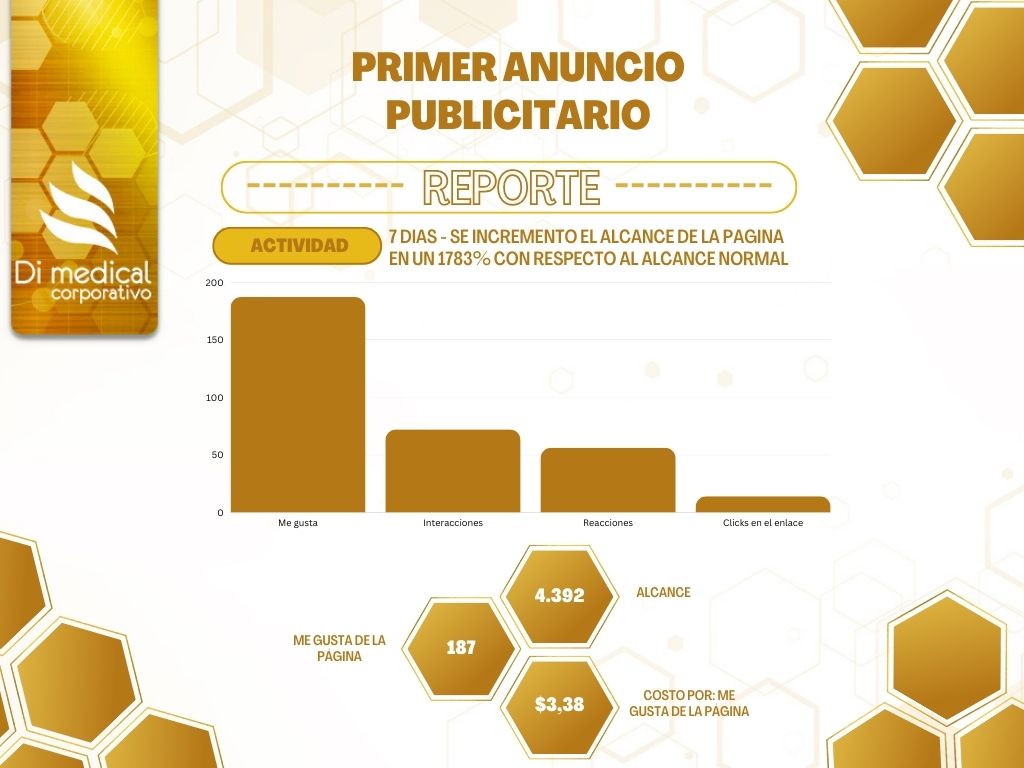 PRIMER ANUNCIO
PUBLICITARIO
REPORTE
Di medical
corporativo
ACTIVIDAD
7 DIAS - SE INCREMENTO EL ALCANCE DE LA PAGINA
EN UN 1783% CON RESPECTO AL ALCANCE NORMAL
200
150
100
50
0
Me gusta
Interacciones
Reacciones
Clicks en el enlace
4.392
ALCANCE
ME GUSTA DE LA
PÁGINA
187
$3,38
COSTO POR: ME
GUSTA DE LA PÁGINA